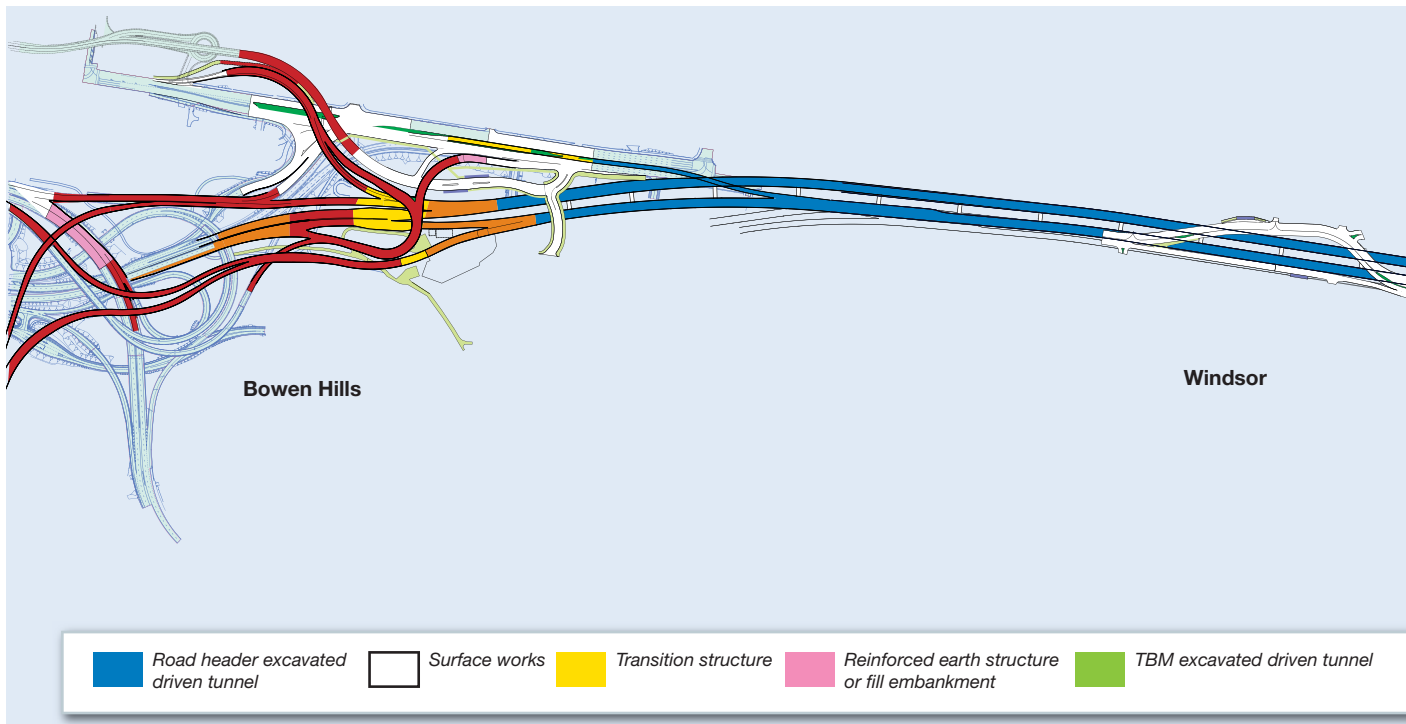 Bowen Hills
Windsor
Road header excavated
driven tunnel
Surface works
Transition structure
Reinforced earth structure
or fill embankment
TBM excavated driven tunnel